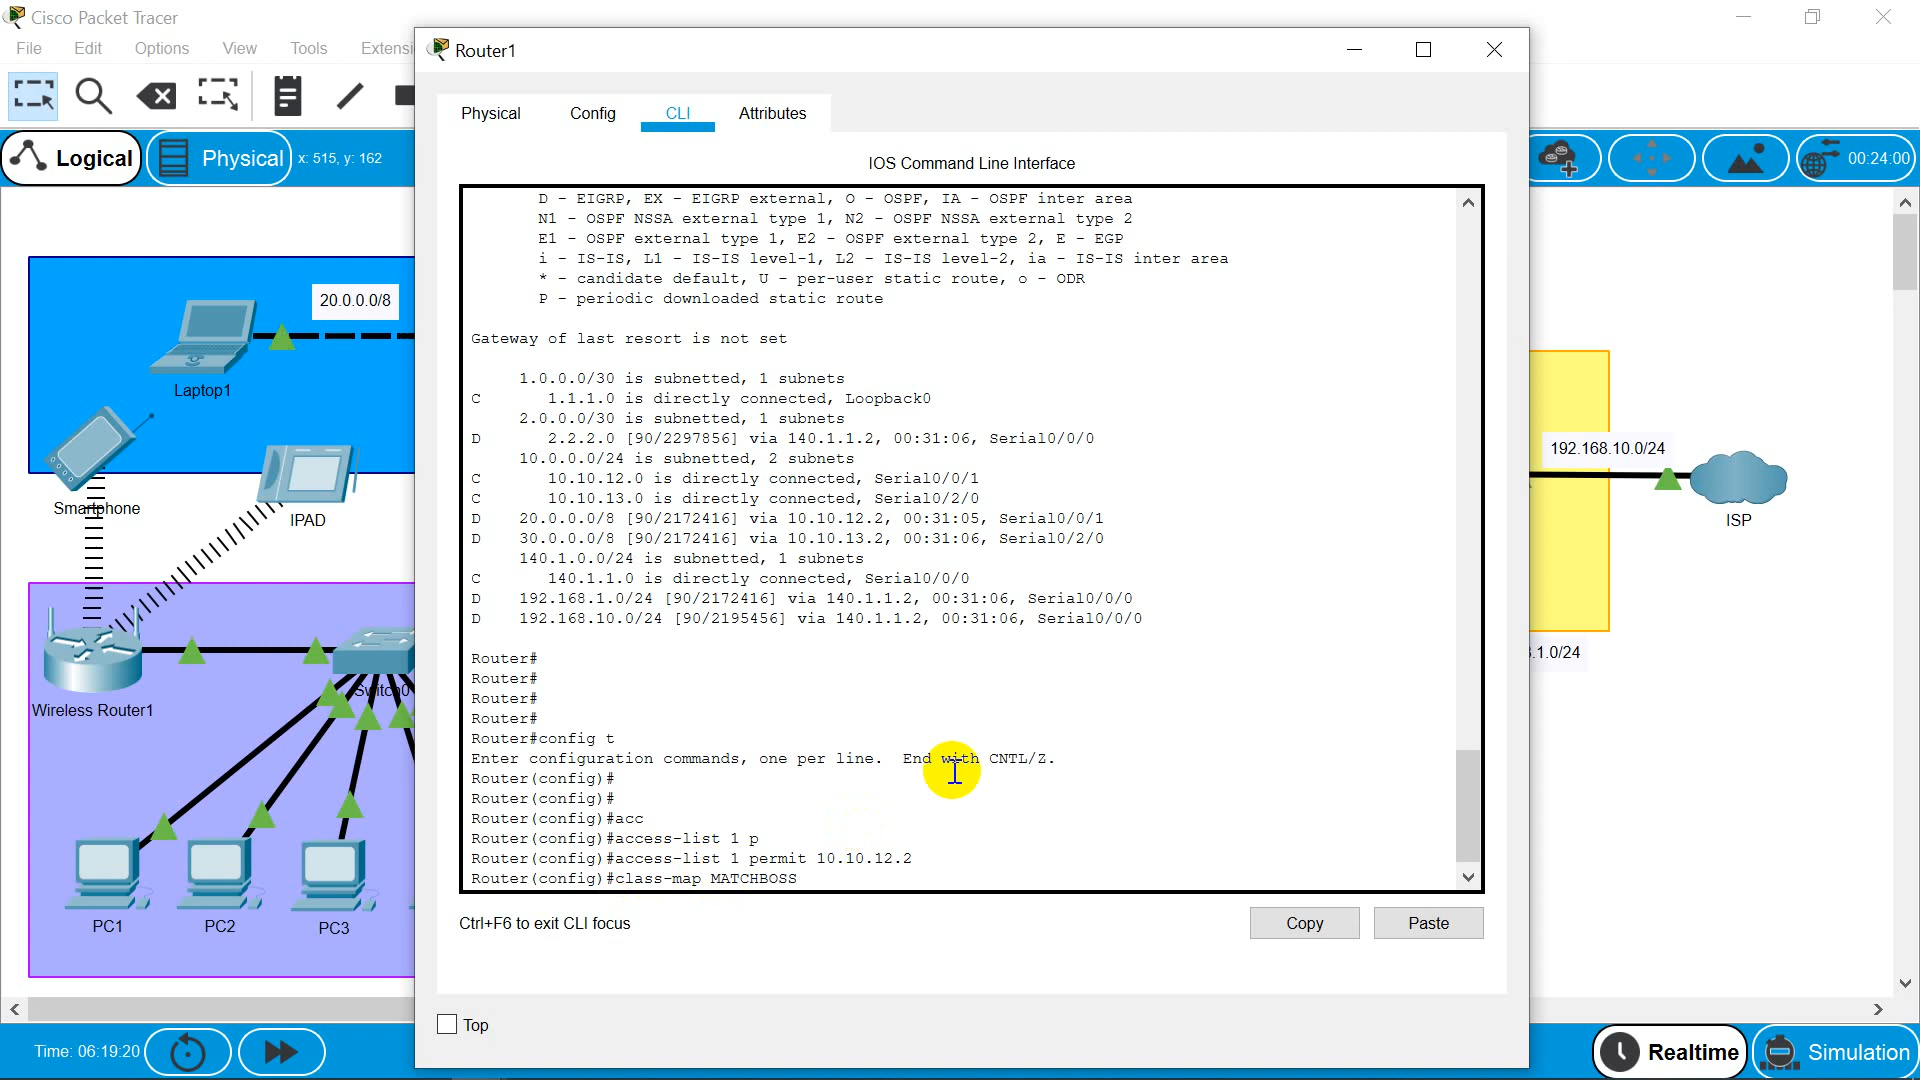 Cisco Packet Tracer
File Edit Options View Tools Extensi
Router1
Physical Config CLI Attributes
Logical Physical x: 515, y: 162
00:24:00
IOS Command Line Interface
D - EIGRP, EX - EIGRP external, O - OSPF, IA - OSPF inter area
N1 - OSPF NSSA external type 1, N2 - OSPF NSSA external type 2
E1 - OSPF external type 1, E2 - OSPF external type 2, E - EGP
i - IS-IS, L1 - IS-IS level-1, L2 - IS-IS level-2, ia - IS-IS inter area
* - candidate default, U - per-user static route, o - ODR
P - periodic downloaded static route
Gateway of last resort is not set
1.0.0.0/30 is subnetted, 1 subnets
C 1.1.1.0 is directly connected, Loopback0
2.0.0.0/30 is subnetted, 1 subnets
D 2.2.2.0 [90/2297856] via 140.1.1.2, 00:31:06, Serial0/0/0
10.0.0.0/24 is subnetted, 2 subnets
C 10.10.12.0 is directly connected, Serial0/0/1
C 10.10.13.0 is directly connected, Serial0/2/0
D 20.0.0.0/8 [90/2172416] via 10.10.12.2, 00:31:05, Serial0/0/1
D 30.0.0.0/8 [90/2172416] via 10.10.13.2, 00:31:06, Serial0/2/0
140.1.0.0/24 is subnetted, 1 subnets
C 140.1.1.0 is directly connected, Serial0/0/0
D 192.168.1.0/24 [90/2172416] via 140.1.1.2, 00:31:06, Serial0/0/0
D 192.168.10.0/24 [90/2195456] via 140.1.1.2, 00:31:06, Serial0/0/0
Router#
Router#
Router#
Router#
Router#config t
Enter configuration commands, one per line. End with CNTL/Z.
Router(config)#
Router(config)#
Router(config)#acc
Router(config)#access-list 1 p
Router(config)#access-list 1 permit 10.10.12.2
Router(config)#class-map MATCHBOSS
Ctrl+F6 to exit CLI focus
Copy Paste
Top
20.0.0.0/8
Laptop1
Smartphone
IPAD
Wireless Router1
Switch0
PC1 PC2 PC3
192.168.10.0/24
ISP
.1.0/24
Time: 06:19:20
Realtime Simulation